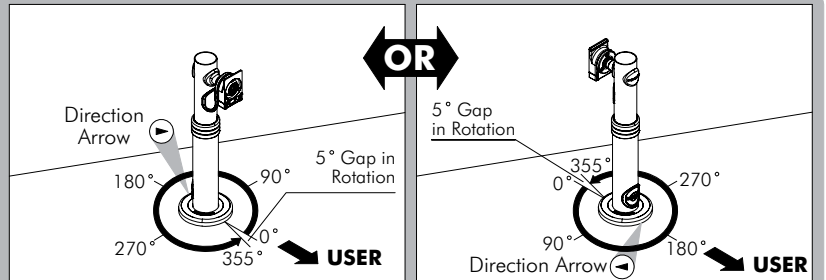 OR
Direction
Arrow
5° Gap in
Rotation
180°
90°
270°
0°
355°
USER
5° Gap
in Rotation
355°
0°
270°
90°
180°
Direction Arrow
USER